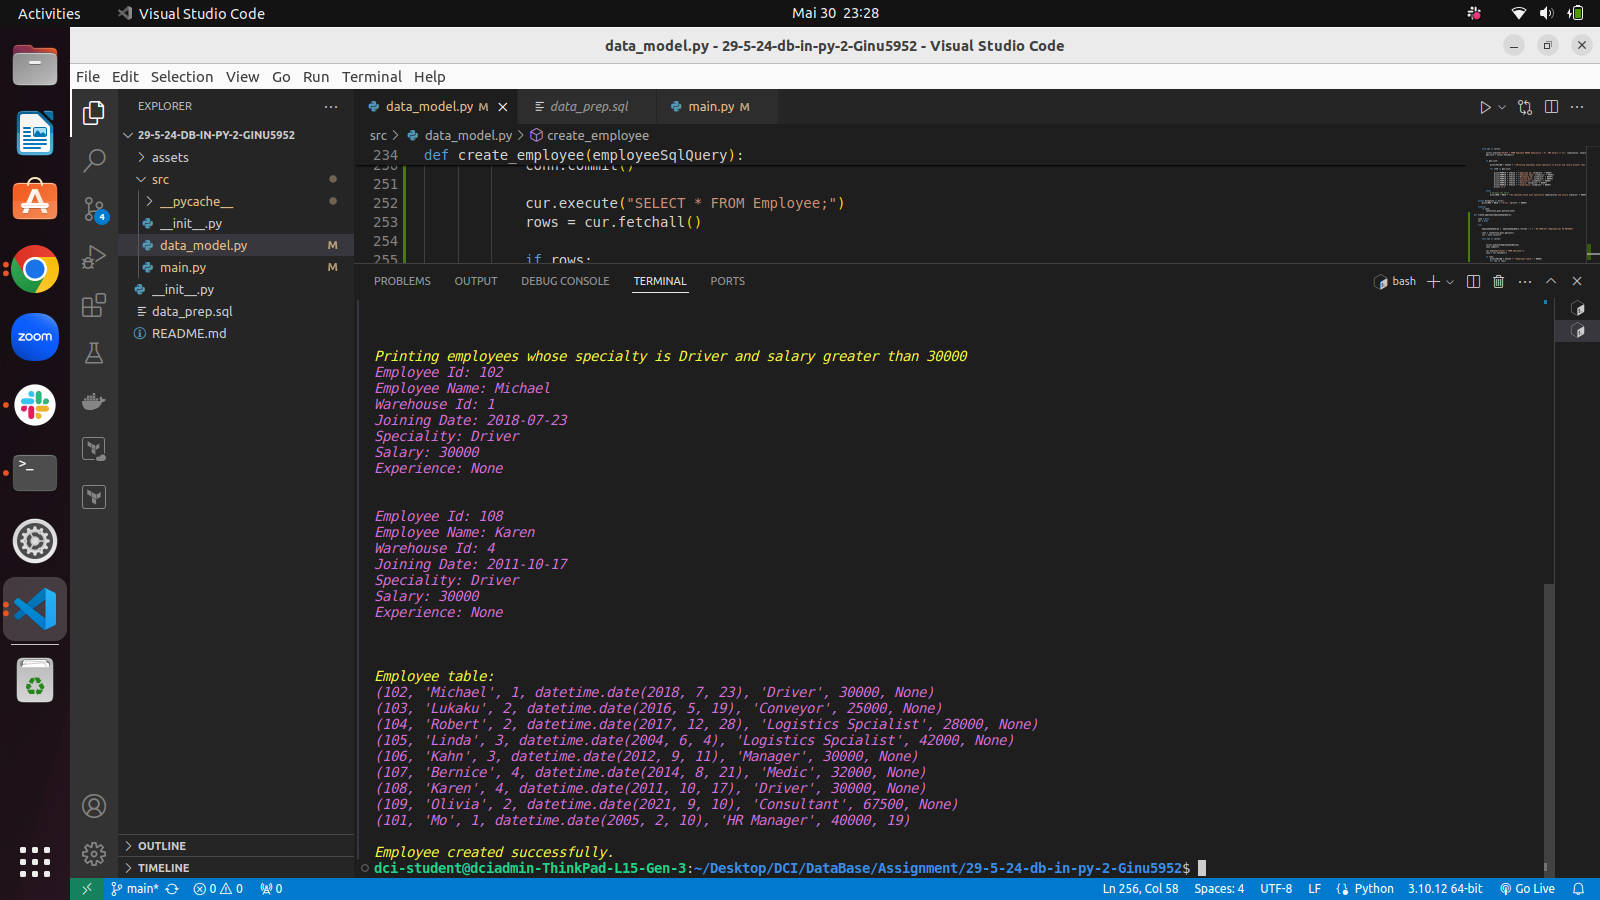 Activities
Visual Studio Code
Mai 30 23:28
data_model.py - 29-5-24-db-in-py-2-Ginu5952 - Visual Studio Code
File Edit Selection View Go Run Terminal Help
EXPLORER
29-5-24-DB-IN-PY-2-GINU5952
assets
src
__pycache__
__init__.py
data_model.py M
main.py M
__init__.py
data_prep.sql
README.md
OUTLINE
TIMELINE
zoom
4
data_model.py M
data_prep.sql
main.py M
src > data_model.py > create_employee
234 def create_employee(employeeSqlQuery):
250 conn.commit()
251
252 cur.execute("SELECT * FROM Employee;")
253 rows = cur.fetchall()
254
255 if rows:
PROBLEMS OUTPUT DEBUG CONSOLE TERMINAL PORTS
bash
Printing employees whose specialty is Driver and salary greater than 30000
Employee Id: 102
Employee Name: Michael
Warehouse Id: 1
Joining Date: 2018-07-23
Speciality: Driver
Salary: 30000
Experience: None
Employee Id: 108
Employee Name: Karen
Warehouse Id: 4
Joining Date: 2011-10-17
Speciality: Driver
Salary: 30000
Experience: None
Employee table:
(102, 'Michael', 1, datetime.date(2018, 7, 23), 'Driver', 30000, None)
(103, 'Lukaku', 2, datetime.date(2016, 5, 19), 'Conveyor', 25000, None)
(104, 'Robert', 2, datetime.date(2017, 12, 28), 'Logistics Spcialist', 28000, None)
(105, 'Linda', 3, datetime.date(2004, 6, 4), 'Logistics Spcialist', 42000, None)
(106, 'Kahn', 3, datetime.date(2012, 9, 11), 'Manager', 30000, None)
(107, 'Bernice', 4, datetime.date(2014, 8, 21), 'Medic', 32000, None)
(108, 'Karen', 4, datetime.date(2011, 10, 17), 'Driver', 30000, None)
(109, 'Olivia', 2, datetime.date(2021, 9, 10), 'Consultant', 67500, None)
(101, 'Mo', 1, datetime.date(2005, 2, 10), 'HR Manager', 40000, 19)
Employee created successfully.
dci-student@dciadmin-ThinkPad-L15-Gen-3:~/Desktop/DCI/DataBase/Assignment/29-5-24-db-in-py-2-Ginu5952$
main* 0 0 0
Ln 256, Col 58 Spaces: 4 UTF-8 LF Python 3.10.12 64-bit Go Live